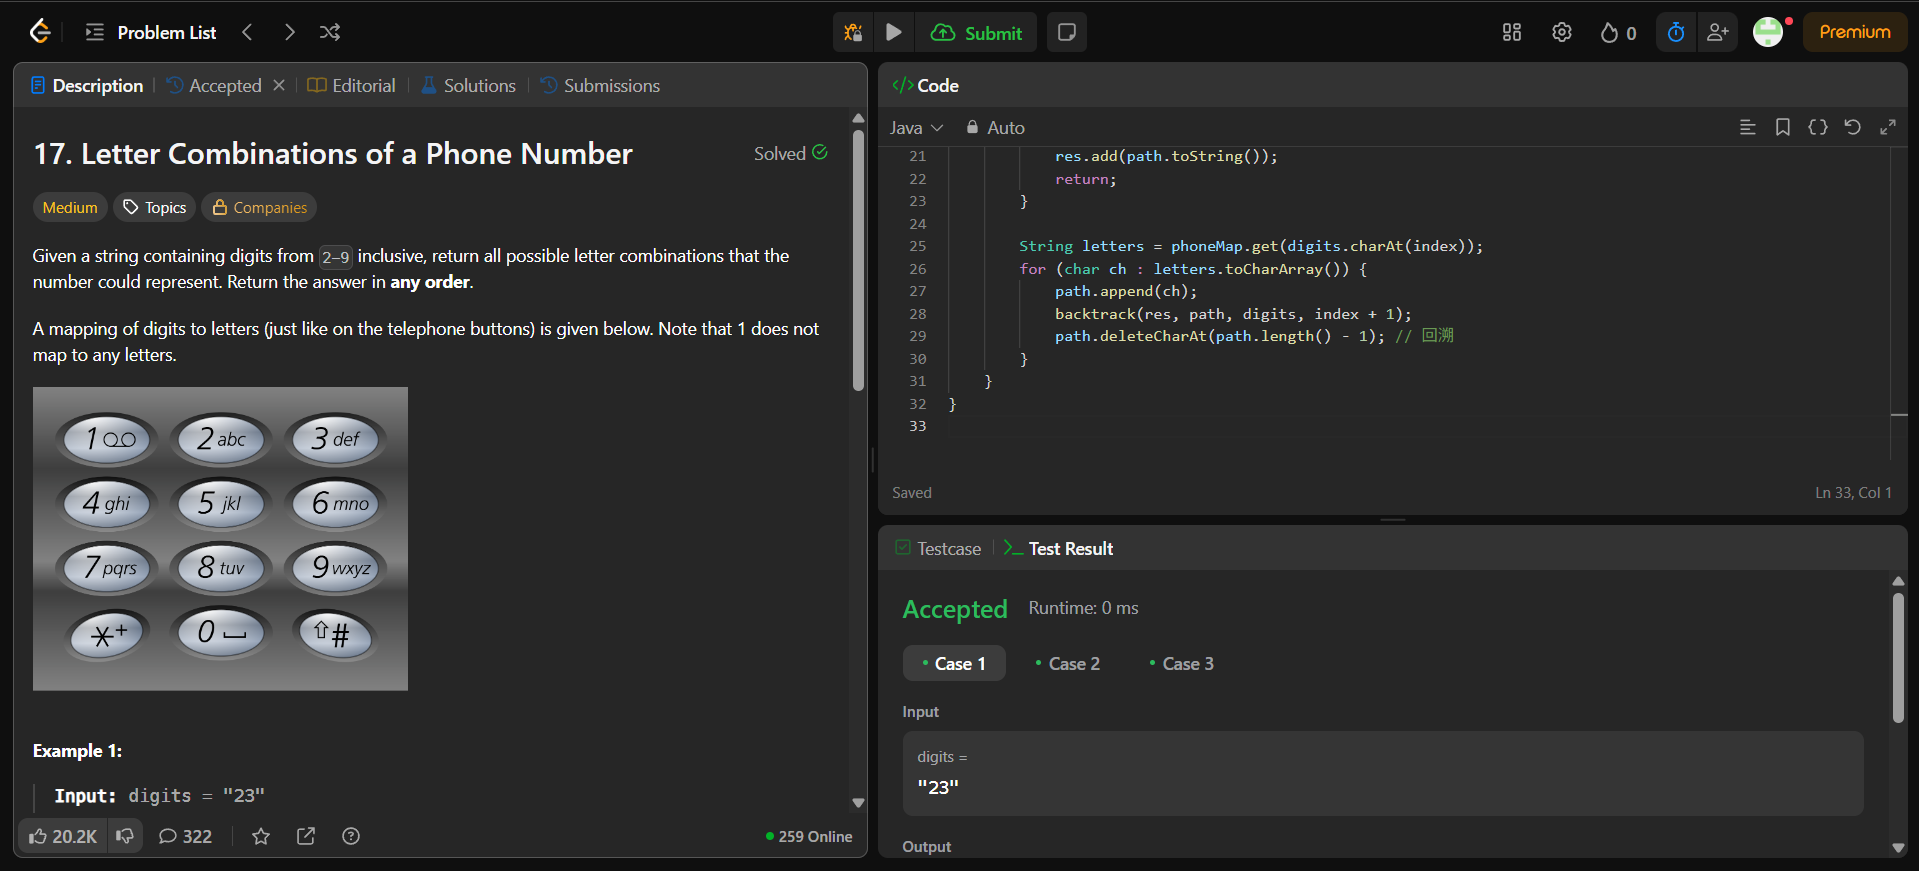 Problem List
Submit
0
Premium
Description
Accepted
Editorial
Solutions
Submissions
17. Letter Combinations of a Phone Number
Solved
Medium
Topics
Companies
Given a string containing digits from 2-9 inclusive, return all possible letter combinations that the
number could represent. Return the answer in any order.
A mapping of digits to letters (just like on the telephone buttons) is given below. Note that 1 does not
map to any letters.
1
2 abc
3 def
4 ghi
5 jkl
6 mno
7 pqrs
8 tuv
9 wxyz
*+
0
#
Example 1:
Input: digits = "23"
20.2K
322
259 Online
</> Code
Java
Auto
21 res.add(path.toString());
22 return;
23 }
24
25 String letters = phoneMap.get(digits.charAt(index));
26 for (char ch : letters.toCharArray()) {
27 path.append(ch);
28 backtrack(res, path, digits, index + 1);
29 path.deleteCharAt(path.length() - 1); // 回溯
30 }
31 }
32 }
33
Saved
Ln 33, Col 1
Testcase
Test Result
Accepted
Runtime: 0 ms
Case 1
Case 2
Case 3
Input
digits =
"23"
Output